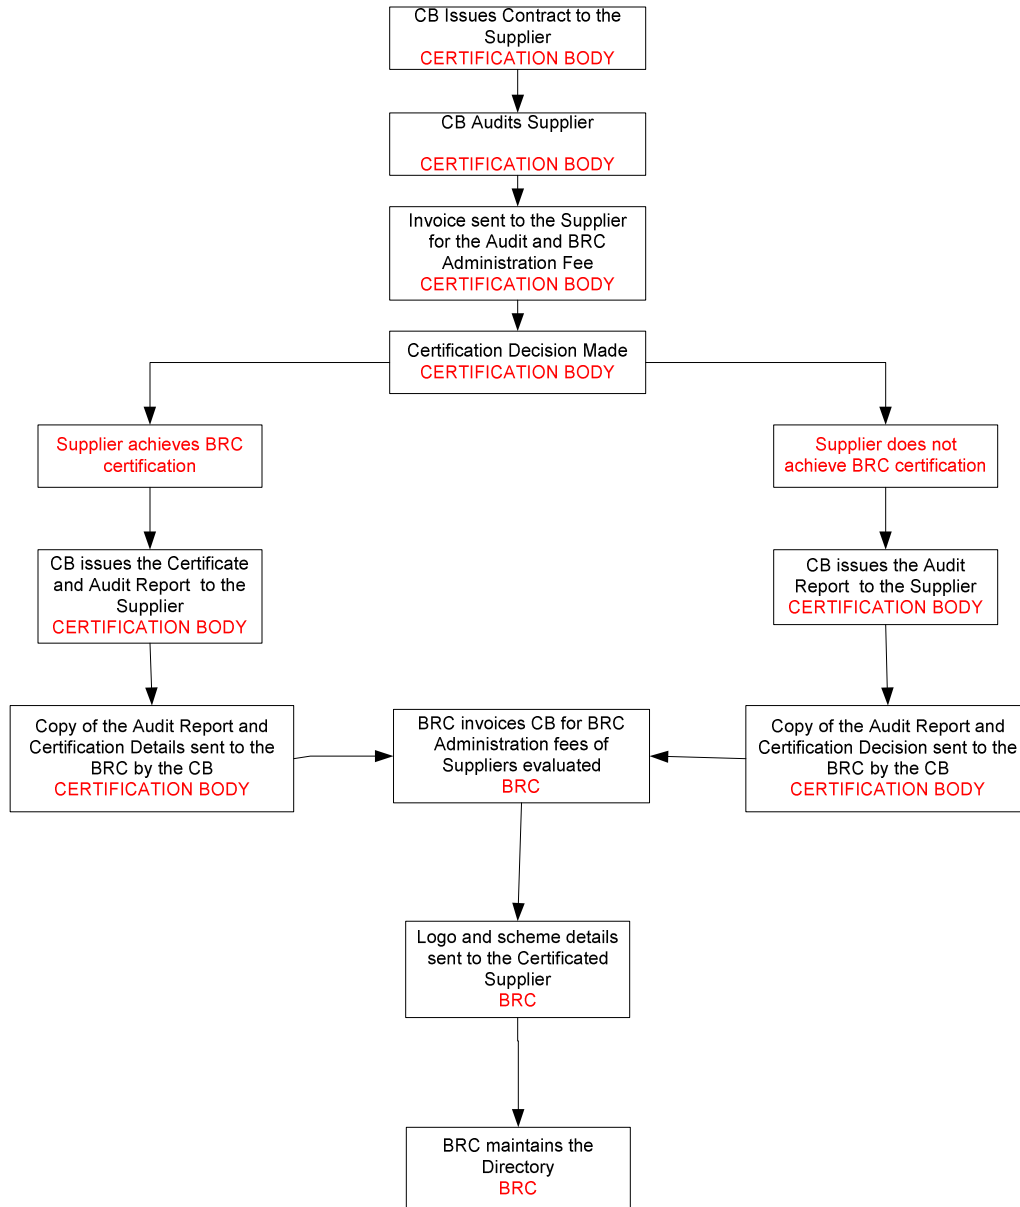 CB Issues Contract to the
Supplier
CERTIFICATION BODY
CB Audits Supplier
CERTIFICATION BODY
Invoice sent to the Supplier
for the Audit and BRC
Administration Fee
CERTIFICATION BODY
Certification Decision Made
CERTIFICATION BODY
Supplier achieves BRC
certification
Supplier does not
achieve BRC certification
CB issues the Certificate
and Audit Report to the
Supplier
CERTIFICATION BODY
CB issues the Audit
Report to the Supplier
CERTIFICATION BODY
Copy of the Audit Report and
Certification Details sent to the
BRC by the CB
CERTIFICATION BODY
BRC invoices CB for BRC
Administration fees of
Suppliers evaluated
BRC
Copy of the Audit Report and
Certification Decision sent to the
BRC by the CB
CERTIFICATION BODY
Logo and scheme details
sent to the Certificated
Supplier
BRC
BRC maintains the
Directory
BRC